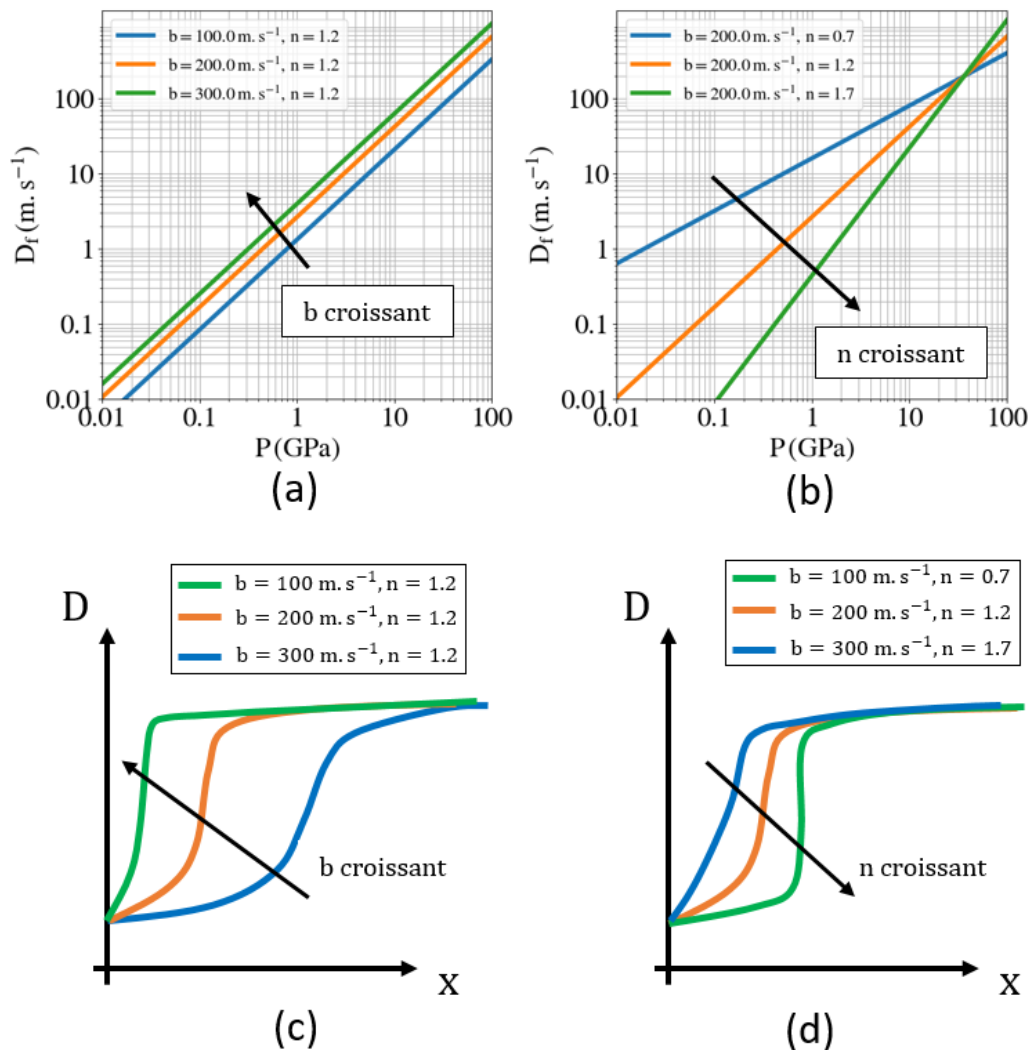 b = 100.0 m. s⁻¹, n = 1.2
b = 200.0 m. s⁻¹, n = 1.2
b = 300.0 m. s⁻¹, n = 1.2
100
10
1
0.1
0.01
D_f (m. s⁻¹)
b croissant
0.01
0.1
1
10
100
P (GPa)
(a)
b = 200.0 m. s⁻¹, n = 0.7
b = 200.0 m. s⁻¹, n = 1.2
b = 200.0 m. s⁻¹, n = 1.7
100
10
1
0.1
0.01
D_f (m. s⁻¹)
n croissant
0.01
0.1
1
10
100
P (GPa)
(b)
b = 100 m. s⁻¹, n = 1.2
b = 200 m. s⁻¹, n = 1.2
b = 300 m. s⁻¹, n = 1.2
D
b croissant
X
(c)
b = 100 m. s⁻¹, n = 0.7
b = 200 m. s⁻¹, n = 1.2
b = 300 m. s⁻¹, n = 1.7
D
n croissant
X
(d)